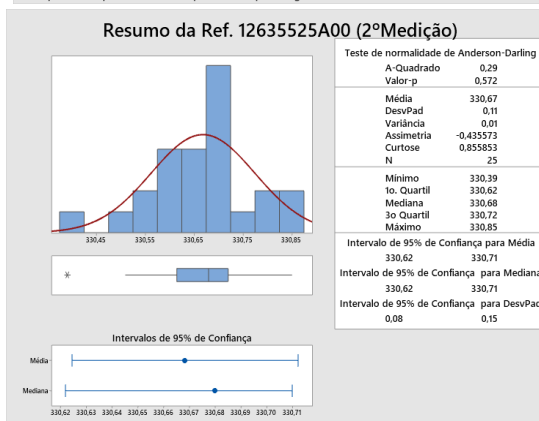 Resumo da Ref. 12635525A00 (2ºMedição)
330,45 330,55 330,65 330,75 330,85
*
Intervalos de 95% de Confiança
Média
Mediana
330,62 330,63 330,64 330,65 330,66 330,67 330,68 330,69 330,70 330,71
Teste de normalidade de Anderson-Darling
A-Quadrado 0,29
Valor-p 0,572
Média 330,67
DesvPad 0,11
Variância 0,01
Assimetria -0,435573
Curtose 0,855853
N 25
Mínimo 330,39
1o. Quartil 330,62
Mediana 330,68
3o Quartil 330,72
Máximo 330,85
Intervalo de 95% de Confiança para Média
330,62 330,71
Intervalo de 95% de Confiança para Mediana
330,62 330,71
Intervalo de 95% de Confiança para DesvPad
0,08 0,15